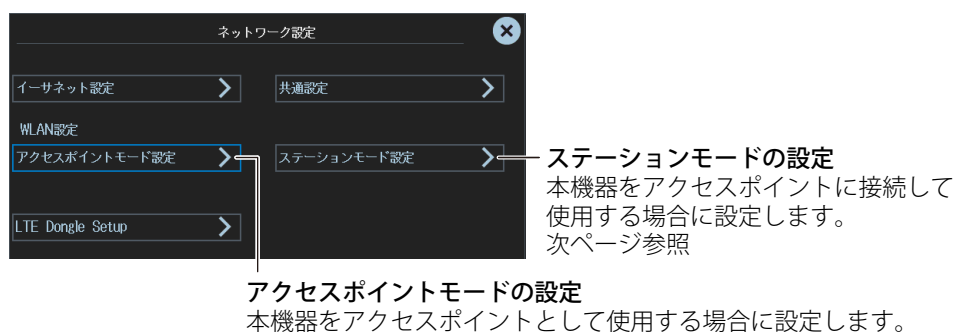 ネットワーク設定
イーサネット設定
共通設定
WLAN設定
アクセスポイントモード設定
ステーションモード設定
LTE Dongle Setup
ステーションモードの設定
本機器をアクセスポイントに接続して
使用する場合に設定します。
次ページ参照
アクセスポイントモードの設定
本機器をアクセスポイントとして使用する場合に設定します。